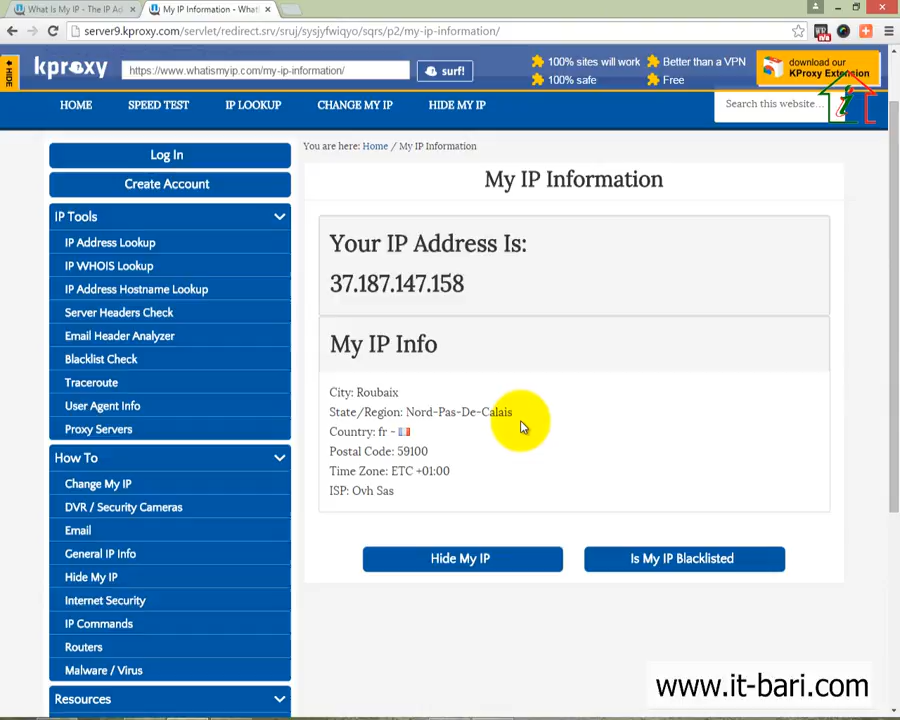 What Is My IP - The IP Ad
My IP Information - What
server9.kproxy.com/servlet/redirect.srv/sruj/sysjyfwiqyo/sqrs/p2/my-ip-information/
HIDE
kproxy
https://www.whatismyip.com/my-ip-information/
surf!
100% sites will work
Better than a VPN
100% safe
Free
download our
KProxy Extension
HOME
SPEED TEST
IP LOOKUP
CHANGE MY IP
HIDE MY IP
Search this website...
Log In
Create Account
IP Tools
IP Address Lookup
IP WHOIS Lookup
IP Address Hostname Lookup
Server Headers Check
Email Header Analyzer
Blacklist Check
Traceroute
User Agent Info
Proxy Servers
How To
Change My IP
DVR / Security Cameras
Email
General IP Info
Hide My IP
Internet Security
IP Commands
Routers
Malware / Virus
Resources
You are here: Home / My IP Information
My IP Information
Your IP Address Is:
37.187.147.158
My IP Info
City: Roubaix
State/Region: Nord-Pas-De-Calais
Country: fr -
Postal Code: 59100
Time Zone: ETC +01:00
ISP: Ovh Sas
Hide My IP
Is My IP Blacklisted
www.it-bari.com